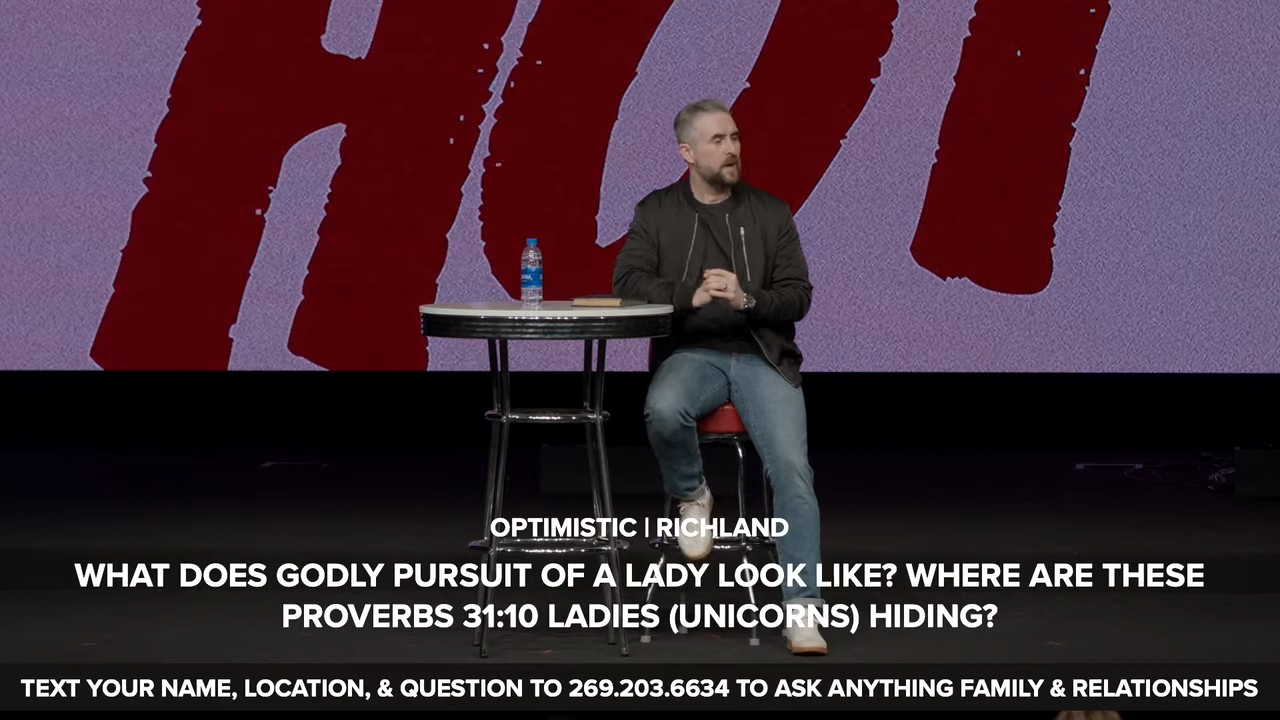 OPTIMISTIC | RICHLAND
WHAT DOES GODLY PURSUIT OF A LADY LOOK LIKE? WHERE ARE THESE
PROVERBS 31:10 LADIES (UNICORNS) HIDING?
TEXT YOUR NAME, LOCATION, & QUESTION TO 269.203.6634 TO ASK ANYTHING FAMILY & RELATIONSHIPS